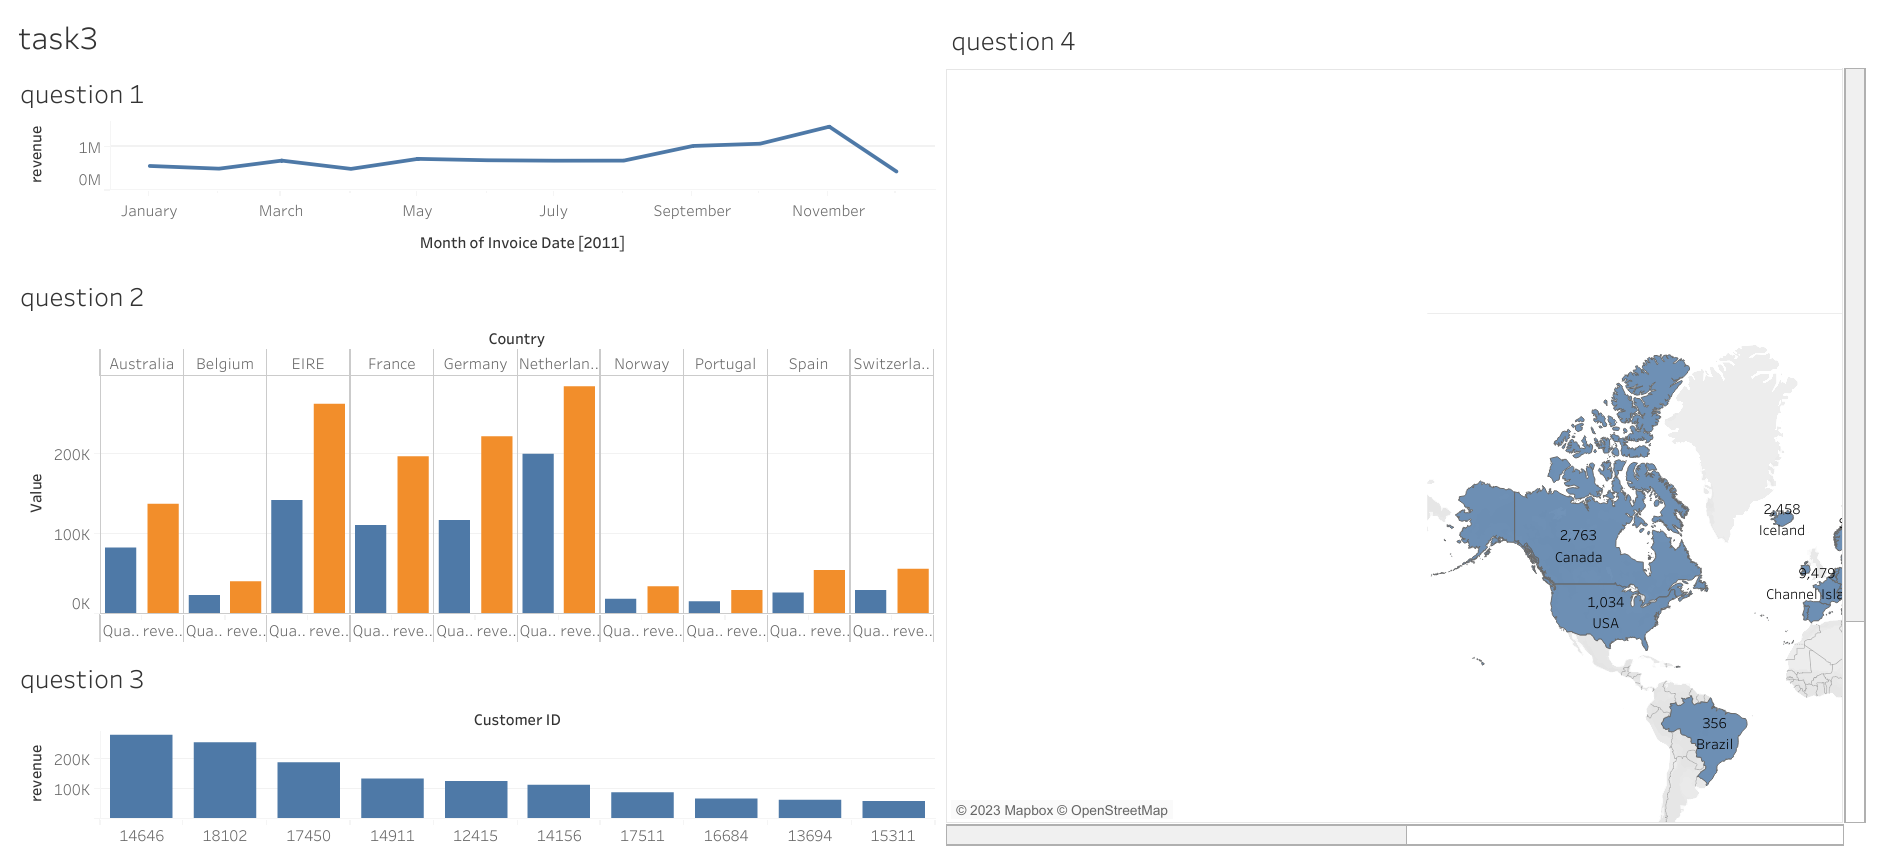 task3
question 1
revenue
1M
0M
January March May July September November
Month of Invoice Date [2011]
question 2
Country
Australia Belgium EIRE France Germany Netherlan.. Norway Portugal Spain Switzerla..
Value
200K
100K
0K
Qua.. reve.. Qua.. reve.. Qua.. reve.. Qua.. reve.. Qua.. reve.. Qua.. reve.. Qua.. reve.. Qua.. reve.. Qua.. reve.. Qua.. reve..
question 3
Customer ID
revenue
200K
100K
14646 18102 17450 14911 12415 14156 17511 16684 13694 15311
question 4
2,458
Iceland
2,763
Canada
9,479
Channel Isla
1,034
USA
356
Brazil
© 2023 Mapbox © OpenStreetMap